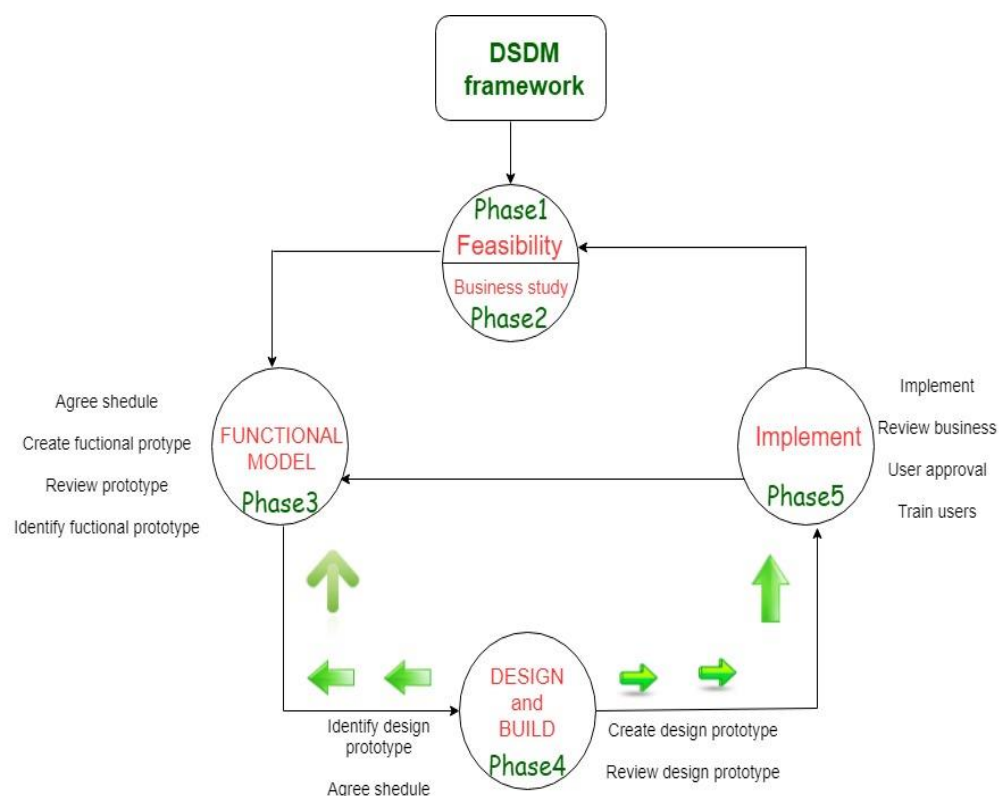 DSDM
framework
Phase1
Feasibility
Business study
Phase2
Agree shedule
Create fuctional protype
Review prototype
Identify fuctional prototype
FUNCTIONAL
MODEL
Phase3
Implement
Phase5
Implement
Review business
User approval
Train users
DESIGN
and
BUILD
Phase4
Identify design
prototype
Agree shedule
Create design prototype
Review design prototype